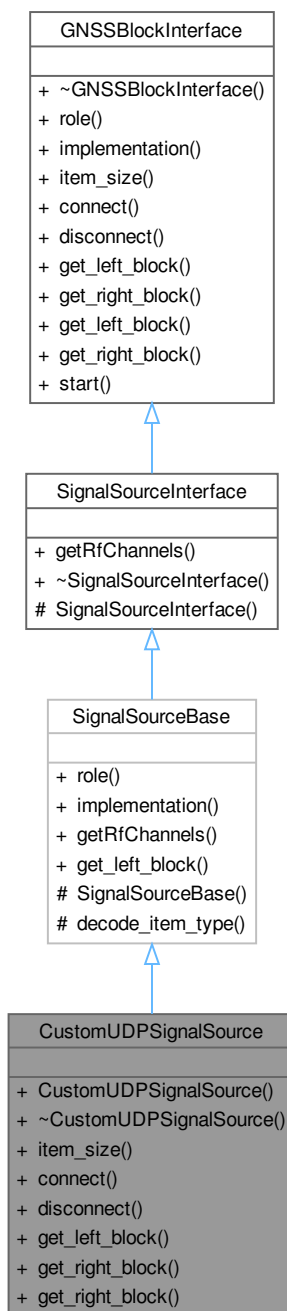 GNSSBlockInterface
+ ~GNSSBlockInterface()
+ role()
+ implementation()
+ item_size()
+ connect()
+ disconnect()
+ get_left_block()
+ get_right_block()
+ get_left_block()
+ get_right_block()
+ start()
SignalSourceInterface
+ getRfChannels()
+ ~SignalSourceInterface()
# SignalSourceInterface()
SignalSourceBase
+ role()
+ implementation()
+ getRfChannels()
+ get_left_block()
# SignalSourceBase()
# decode_item_type()
CustomUDPSignalSource
+ CustomUDPSignalSource()
+ ~CustomUDPSignalSource()
+ item_size()
+ connect()
+ disconnect()
+ get_left_block()
+ get_right_block()
+ get_right_block()